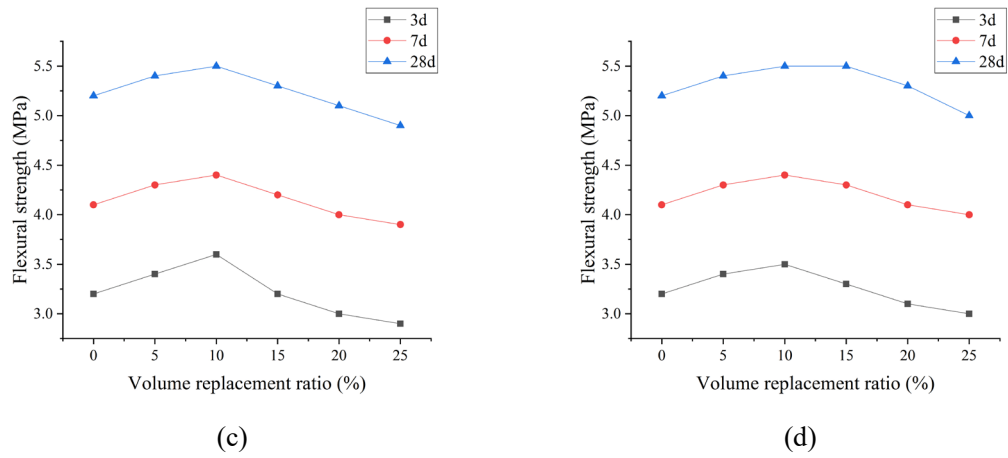 3d
7d
28d
Flexural strength (MPa)
5.5
5.0
4.5
4.0
3.5
3.0
0 5 10 15 20 25
Volume replacement ratio (%)
(c)
3d
7d
28d
Flexural strength (MPa)
5.5
5.0
4.5
4.0
3.5
3.0
0 5 10 15 20 25
Volume replacement ratio (%)
(d)